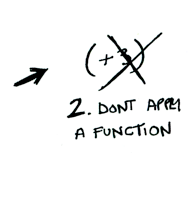 (+ 3)
2. DONT APPLY
A FUNCTION